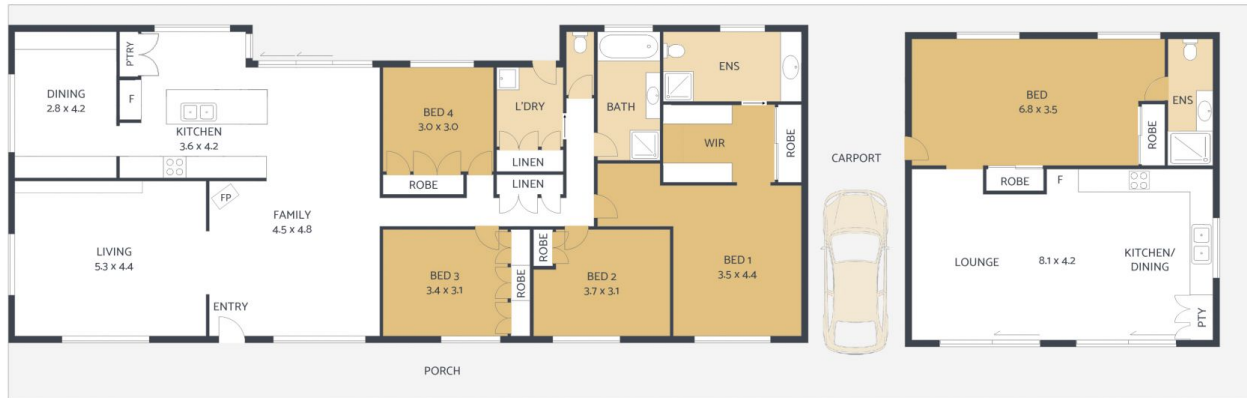 P'TRY
DINING
2.8 x 4.2
F
KITCHEN
3.6 x 4.2
BED 4
3.0 x 3.0
L'DRY
BATH
ENS
WIR
ROBE
LINEN
LINEN
ROBE
FP
FAMILY
4.5 x 4.8
LIVING
5.3 x 4.4
ENTRY
BED 3
3.4 x 3.1
ROBE
ROBE
BED 2
3.7 x 3.1
BED 1
3.5 x 4.4
PORCH
CARPORT
BED
6.8 x 3.5
ENS
ROBE
ROBE
F
LOUNGE
8.1 x 4.2
KITCHEN/
DINING
PTY